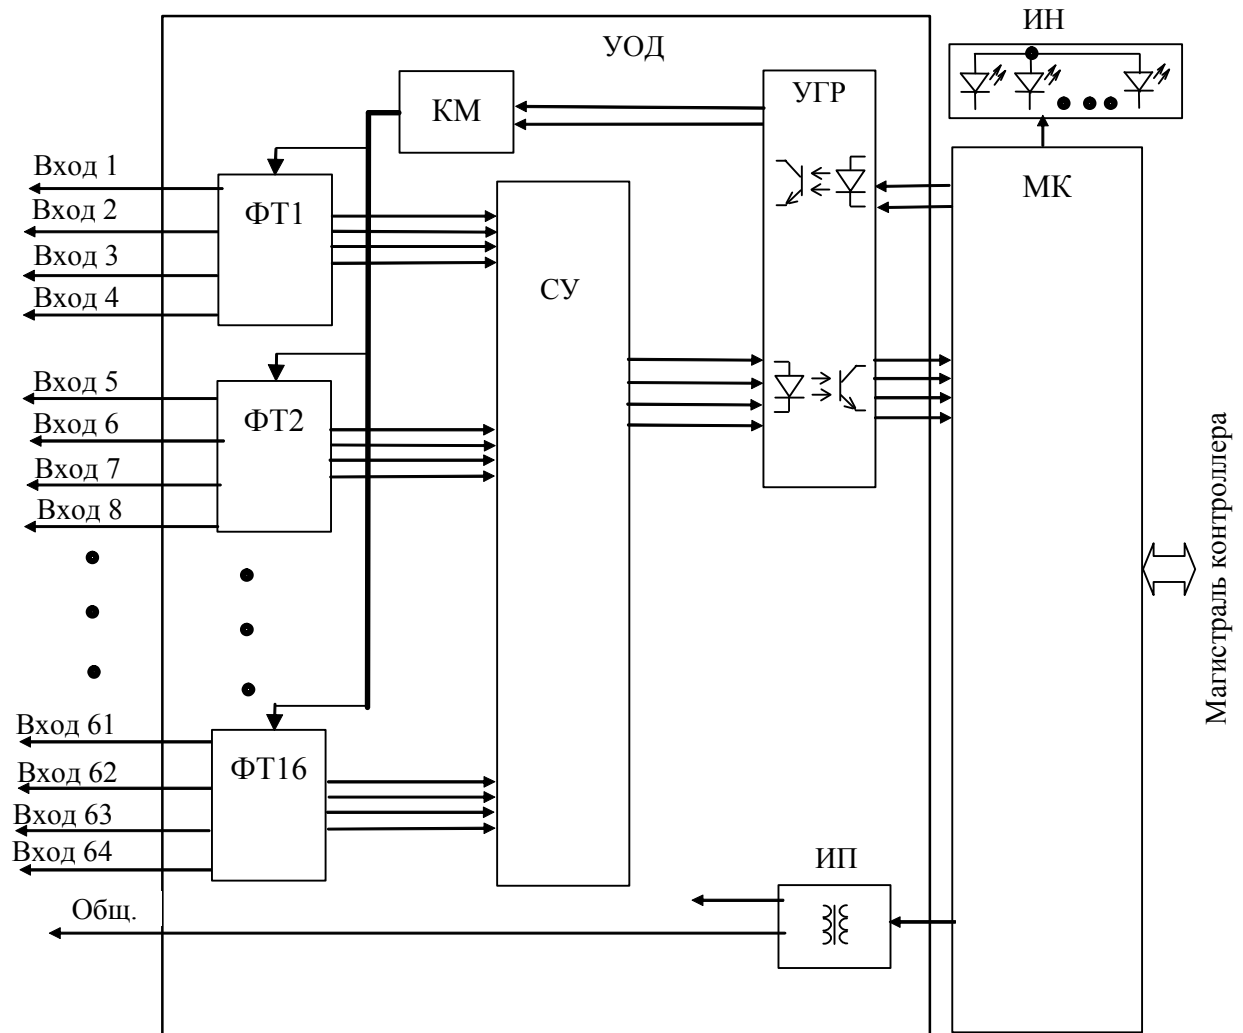 ИН
УОД
КМ
УГР
Вход 1
Вход 2
Вход 3
Вход 4
ФТ1
МК
СУ
Вход 5
Вход 6
Вход 7
Вход 8
ФТ2
Магистраль контроллера
Вход 61
Вход 62
Вход 63
Вход 64
ФТ16
ИП
Общ.